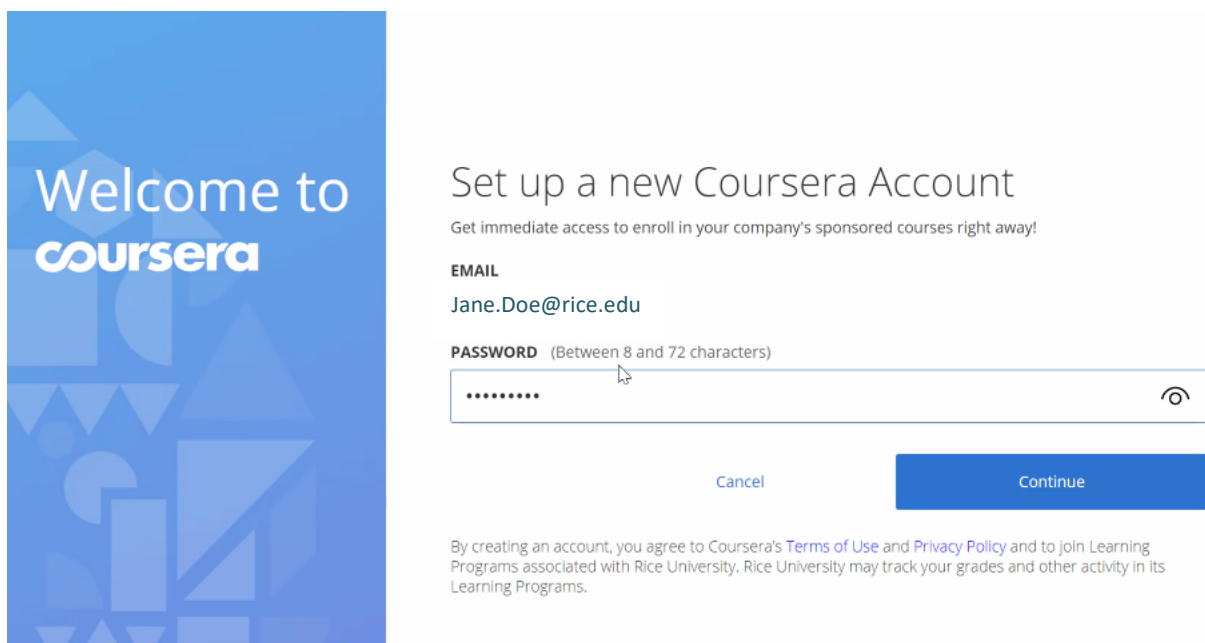 Welcome to
coursera
Set up a new Coursera Account
Get immediate access to enroll in your company's sponsored courses right away!
EMAIL
Jane.Doe@rice.edu
PASSWORD (Between 8 and 72 characters)
•••••••••
Cancel
Continue
By creating an account, you agree to Coursera's Terms of Use and Privacy Policy and to join Learning
Programs associated with Rice University. Rice University may track your grades and other activity in its
Learning Programs.